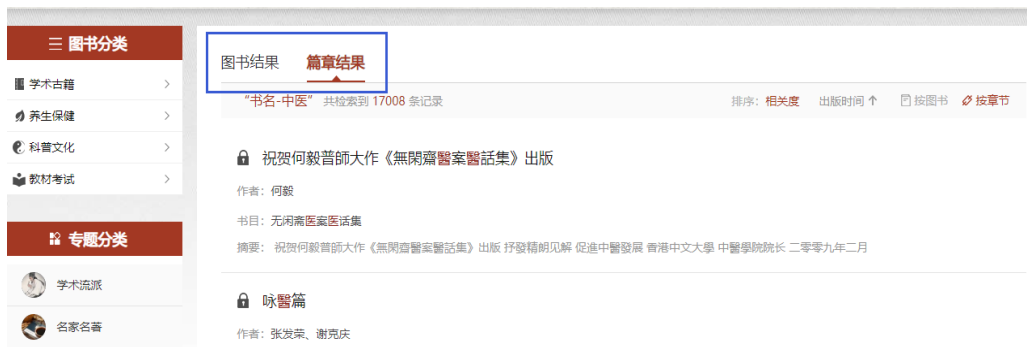 图书分类
学术古籍
养生保健
科普文化
教材考试
专题分类
学术流派
名家名著
图书结果 篇章结果
“书名-中医” 共检索到 17008 条记录 排序: 相关度 出版时间 按图书 按章节
祝贺何毅普師大作《無閑齋醫案醫話集》出版
作者: 何毅
书目: 无闲斋医案医话集
摘要: 祝贺何毅普師大作《無閑齋醫案醫話集》出版 抒發精朗见解 促進中醫發展 香港中文大學 中醫學院院长 二零零九年二月
咏醫篇
作者: 张发荣、谢克庆